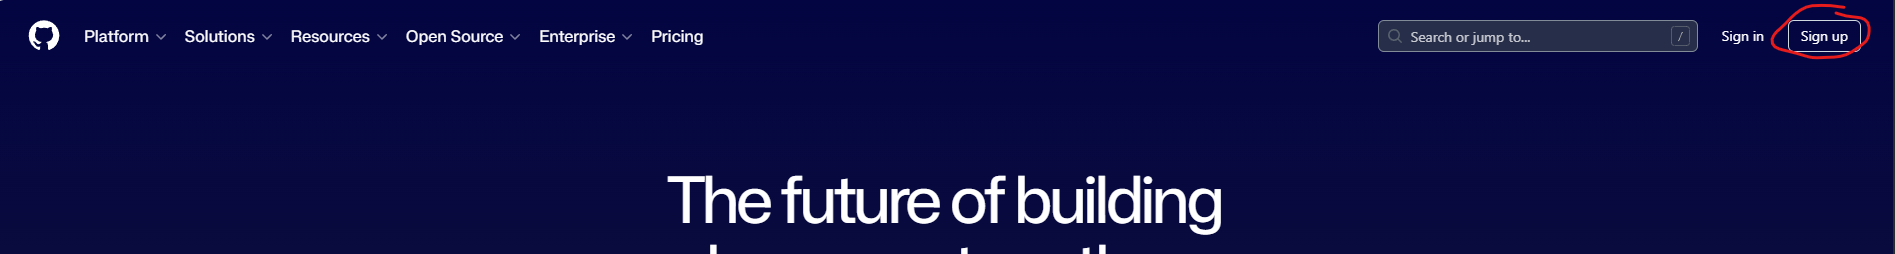 Platform Solutions Resources Open Source Enterprise Pricing Search or jump to... / Sign in Sign up
The future of building